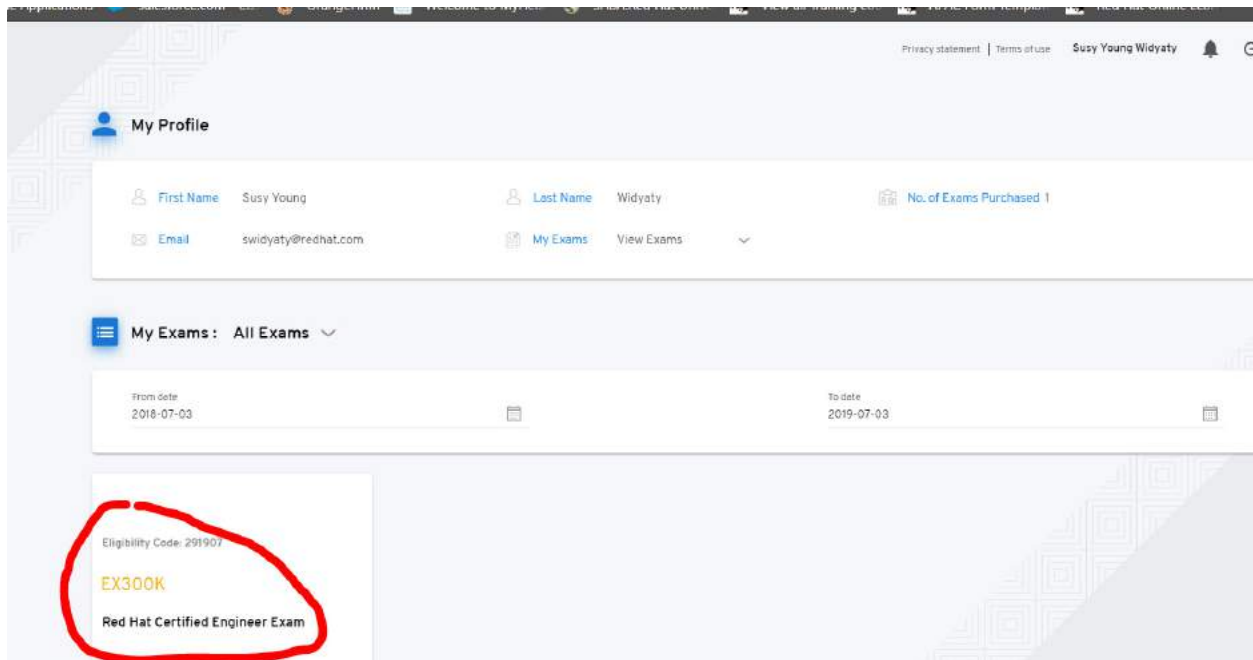 Privacy statement | Terms of use Susy Young Widyaty
My Profile
First Name Susy Young Last Name Widyaty No. of Exams Purchased 1
Email swidyaty@redhat.com My Exams View Exams
My Exams : All Exams
From date To date
2018-07-03 2019-07-03
Eligibility Code: 291907
EX300K
Red Hat Certified Engineer Exam